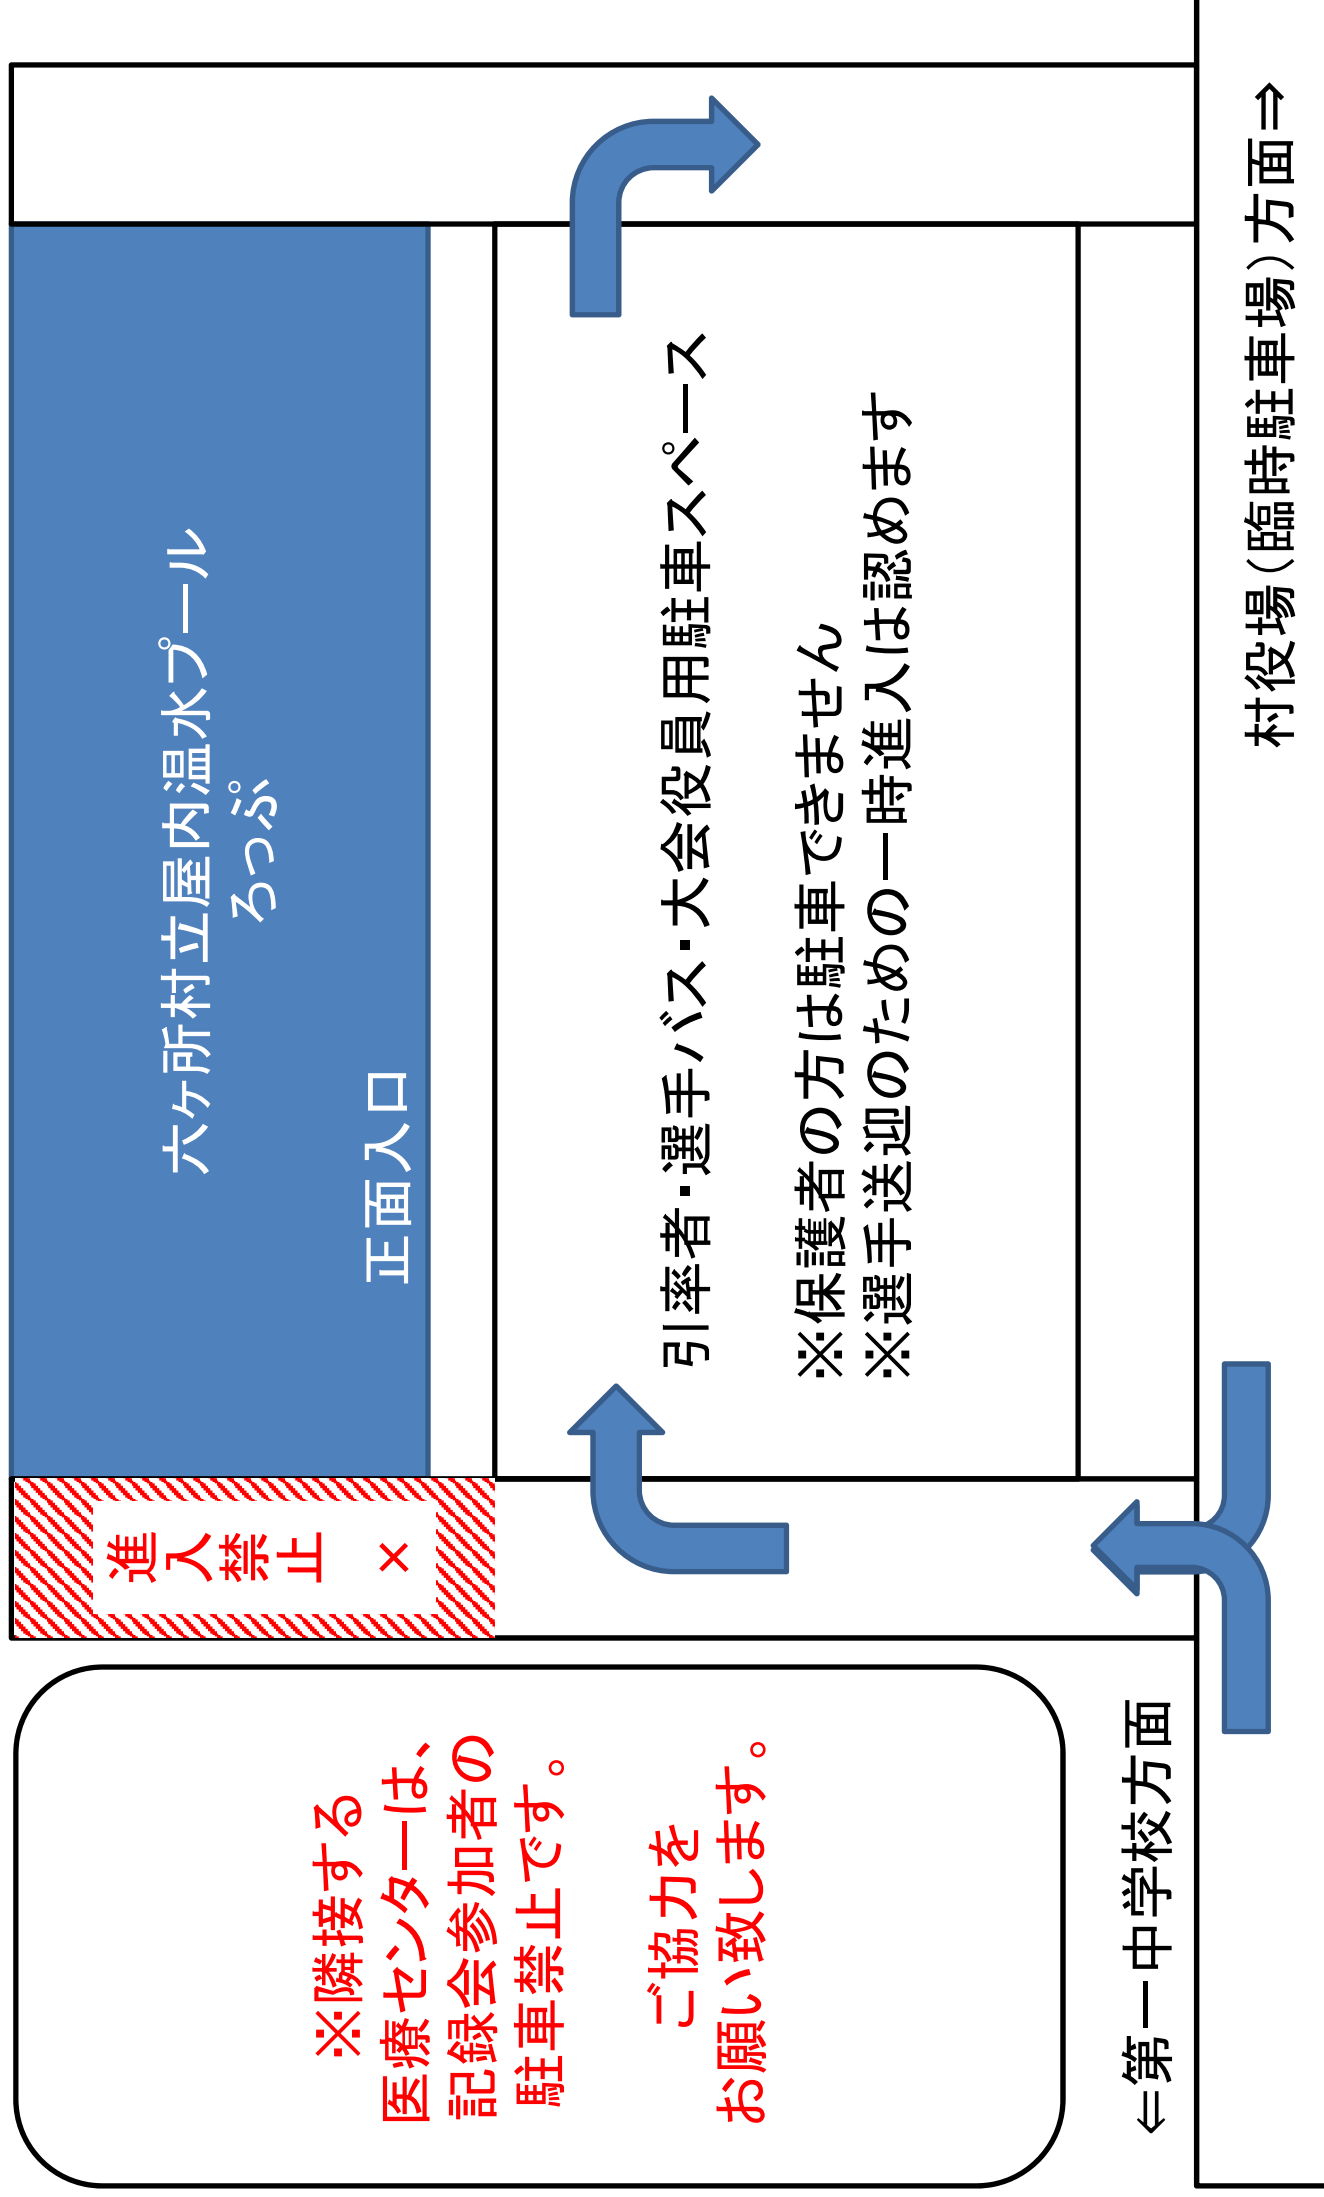 六ケ所村立屋内温水プール
ろっぷ
正面入口
進
入
禁
止
×
引率者・選手バス・大会役員用駐車スペース
※保護者の方は駐車できません
※選手送迎のための一時進入は認めます
※隣接する
医療センターは、
記録会参加者の
駐車禁止です。
ご協力を
お願い致します。
⇐第一中学校方面
村役場（臨時駐車場）方面⇒